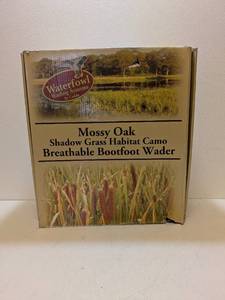 Waterfowl
Mossy Oak
Shadow Grass Habitat Camo
Breathable Bootfoot Wader